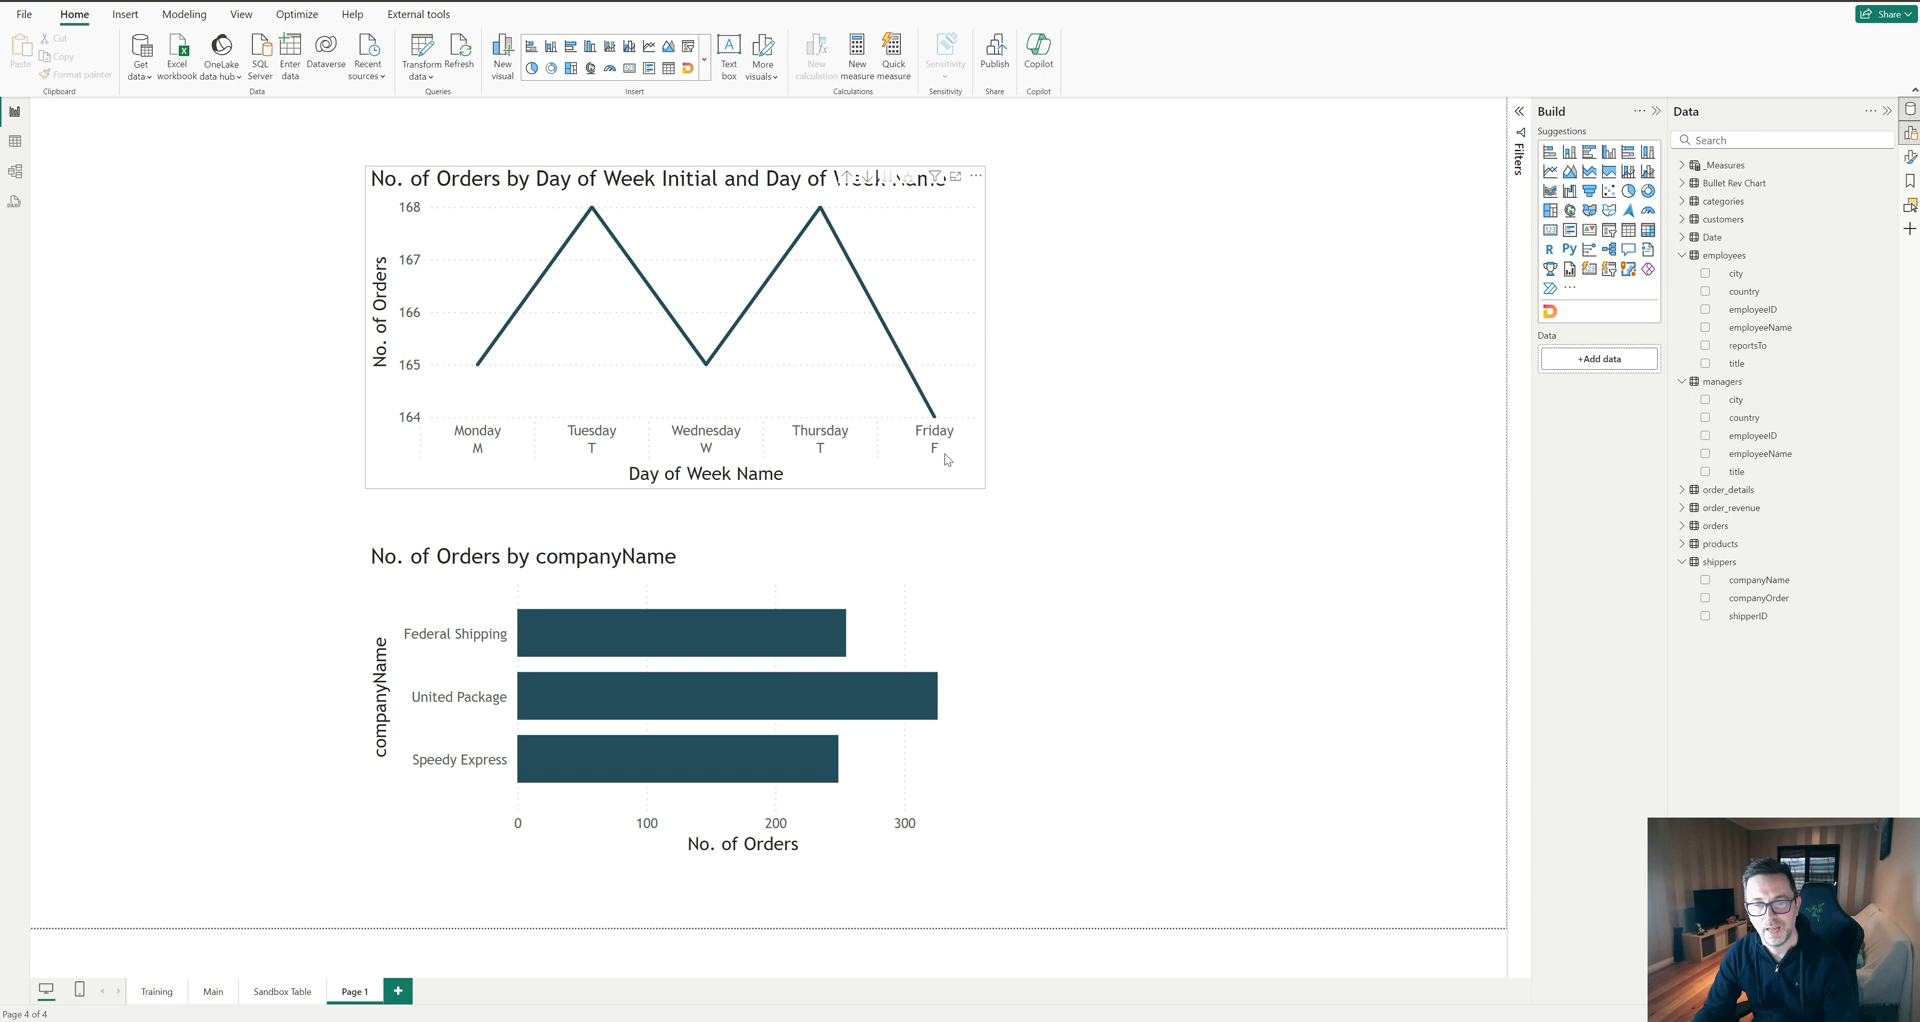 File Home Insert Modeling View Optimize Help External tools
Share
Paste
Cut
Copy
Format painter
Clipboard
Get data
Excel workbook
OneLake data hub
SQL Server
Enter data
Dataverse
Recent sources
Data
Transform data
Refresh
Queries
New visual
Text box
More visuals
Insert
New calculation
New measure
Quick measure
Calculations
Sensitivity
Sensitivity
Publish
Share
Copilot
Copilot
No. of Orders by Day of Week Initial and Day of Week Name
No. of Orders
168
167
166
165
164
Monday Tuesday Wednesday Thursday Friday
M T W T F
Day of Week Name
No. of Orders by companyName
companyName
Federal Shipping
United Package
Speedy Express
0 100 200 300
No. of Orders
Filters
Build
Suggestions
R Py
Data
+Add data
Data
Search
_Measures
Bullet Rev Chart
categories
customers
Date
employees
city
country
employeeID
employeeName
reportsTo
title
managers
city
country
employeeID
employeeName
title
order_details
order_revenue
orders
products
shippers
companyName
companyOrder
shipperID
Training Main Sandbox Table Page 1
Page 4 of 4